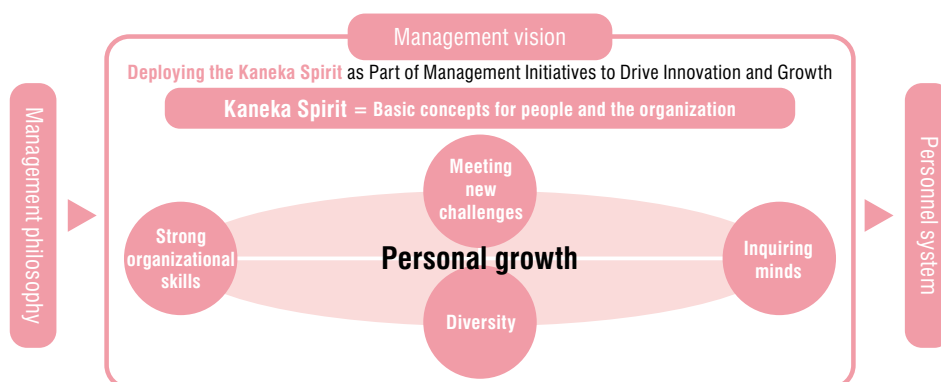 Management vision
Deploying the Kaneka Spirit as Part of Management Initiatives to Drive Innovation and Growth
Kaneka Spirit = Basic concepts for people and the organization
Management philosophy
Meeting
new
challenges
Strong
organizational
skills
Personal growth
Inquiring
minds
Diversity
Personnel system